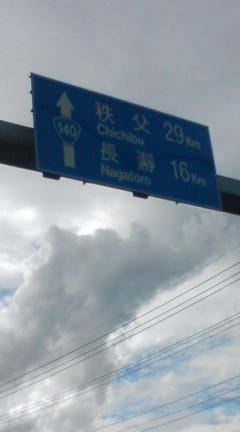 秩父 29Km
Chichibu
140
長瀞 16Km
Nagatoro